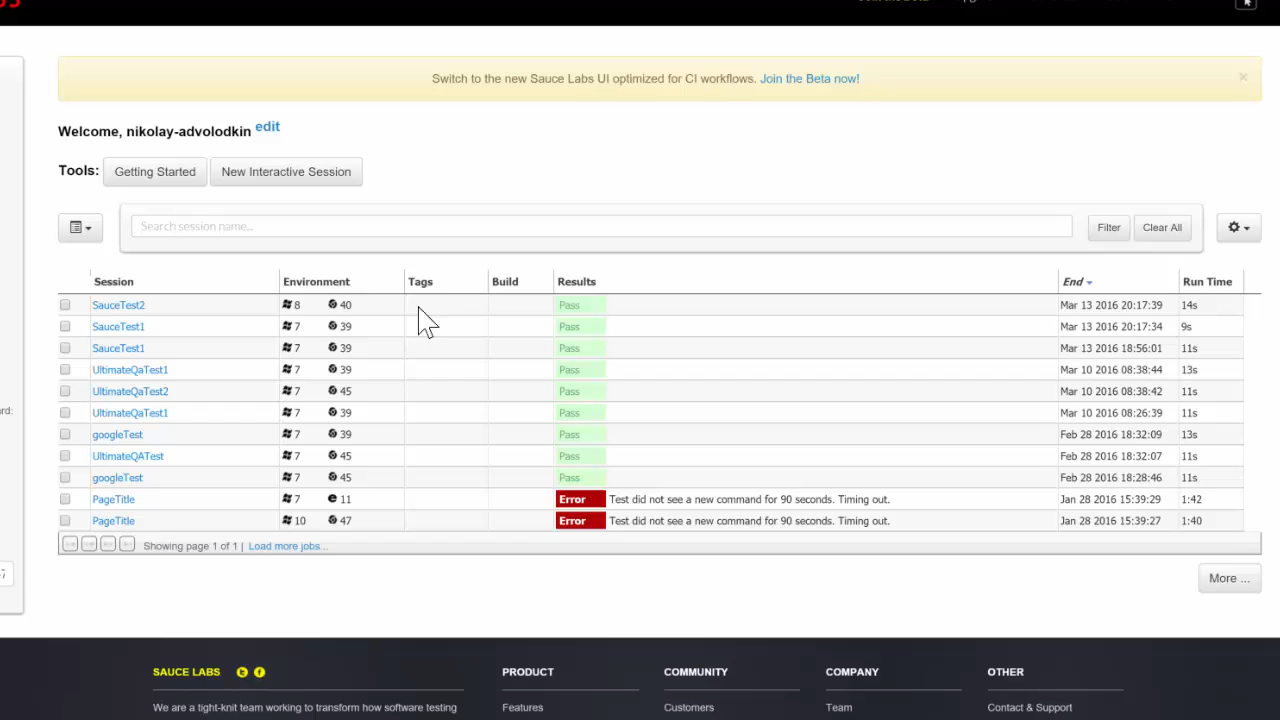 Switch to the new Sauce Labs UI optimized for CI workflows. Join the Beta now! ×
Welcome, nikolay-advolodkin edit
Tools: Getting Started New Interactive Session
Search session name... Filter Clear All
Session Environment Tags Build Results End Run Time
SauceTest2 8 40 Pass Mar 13 2016 20:17:39 14s
SauceTest1 7 39 Pass Mar 13 2016 20:17:34 9s
SauceTest1 7 39 Pass Mar 13 2016 18:56:01 11s
UltimateQaTest1 7 39 Pass Mar 10 2016 08:38:44 13s
UltimateQaTest2 7 45 Pass Mar 10 2016 08:38:42 11s
UltimateQaTest1 7 39 Pass Mar 10 2016 08:26:39 11s
googleTest 7 39 Pass Feb 28 2016 18:32:09 13s
UltimateQATest 7 45 Pass Feb 28 2016 18:32:07 11s
googleTest 7 45 Pass Feb 28 2016 18:28:46 11s
PageTitle 7 11 Error Test did not see a new command for 90 seconds. Timing out. Jan 28 2016 15:39:29 1:42
PageTitle 10 47 Error Test did not see a new command for 90 seconds. Timing out. Jan 28 2016 15:39:27 1:40
Showing page 1 of 1 | Load more jobs...
More ...
SAUCE LABS PRODUCT COMMUNITY COMPANY OTHER
We are a tight-knit team working to transform how software testing Features Customers Team Contact & Support